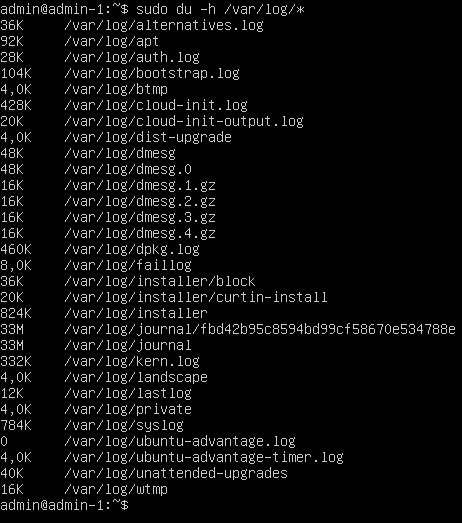 admin@admin-1:~$ sudo du -h /var/log/*
36K /var/log/alternatives.log
92K /var/log/apt
28K /var/log/auth.log
104K /var/log/bootstrap.log
4,0K /var/log/btmp
428K /var/log/cloud-init.log
20K /var/log/cloud-init-output.log
4,0K /var/log/dist-upgrade
48K /var/log/dmesg
48K /var/log/dmesg.0
16K /var/log/dmesg.1.gz
16K /var/log/dmesg.2.gz
16K /var/log/dmesg.3.gz
16K /var/log/dmesg.4.gz
460K /var/log/dpkg.log
8,0K /var/log/faillog
36K /var/log/installer/block
20K /var/log/installer/curtin-install
824K /var/log/installer
33M /var/log/journal/fbd42b95c8594bd99cf58670e534788e
33M /var/log/journal
332K /var/log/kern.log
4,0K /var/log/landscape
12K /var/log/lastlog
4,0K /var/log/private
784K /var/log/syslog
0 /var/log/ubuntu-advantage.log
4,0K /var/log/ubuntu-advantage-timer.log
40K /var/log/unattended-upgrades
16K /var/log/wtmp
admin@admin-1:~$